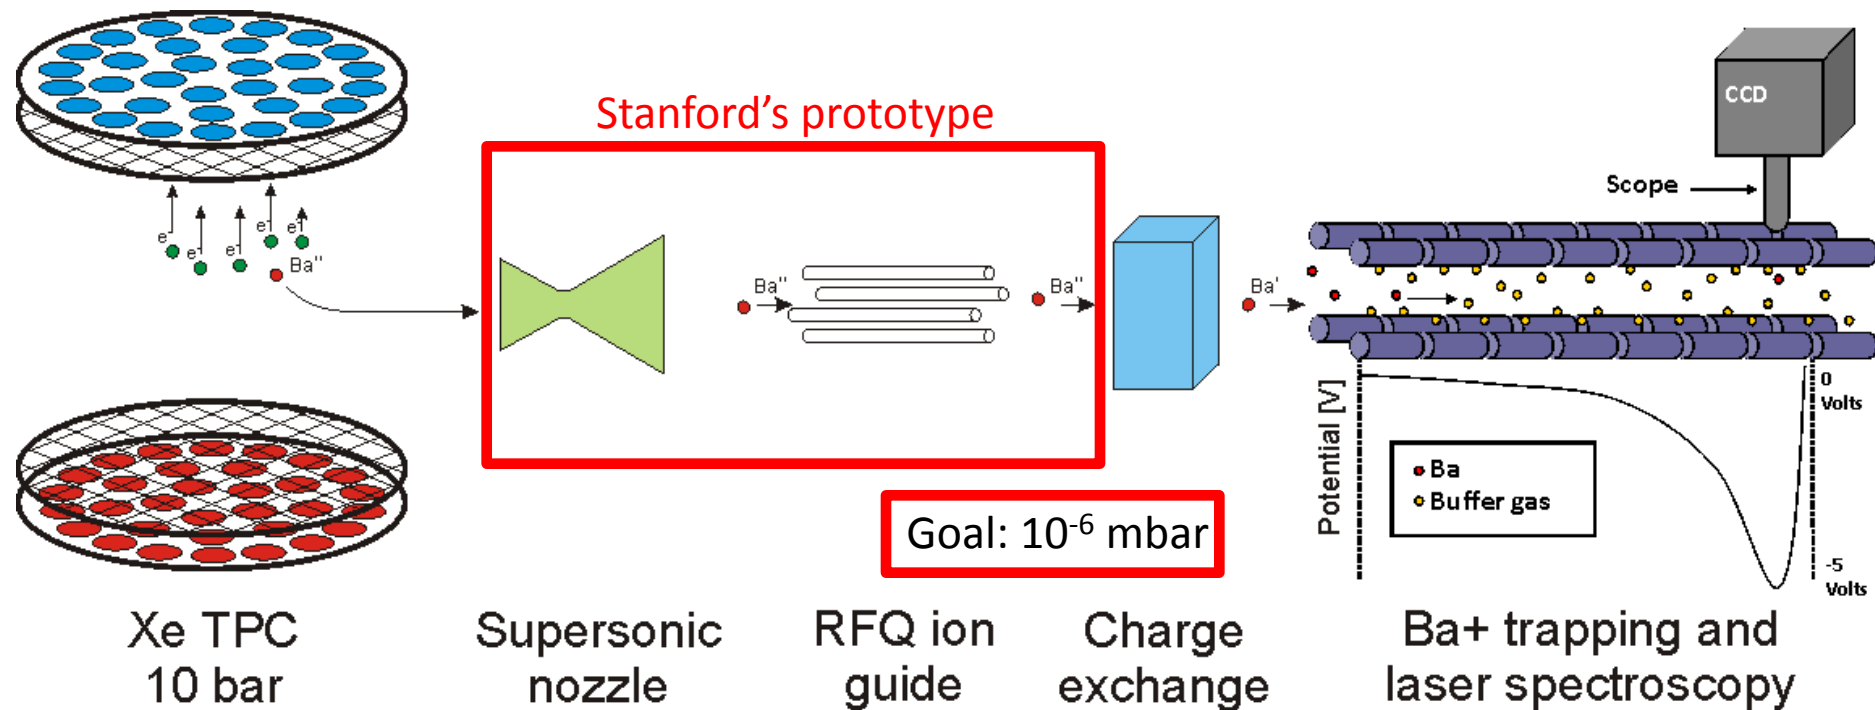 Stanford's prototype
CCD
Scope
e⁻
e⁻
e⁻
e⁻
e⁻
Ba''
Ba''
Ba''
Ba'
Potential [V]
0
Volts
Ba
Buffer gas
-5
Volts
Goal: 10⁻⁶ mbar
Xe TPC
10 bar
Supersonic
nozzle
RFQ ion
guide
Charge
exchange
Ba+ trapping and
laser spectroscopy